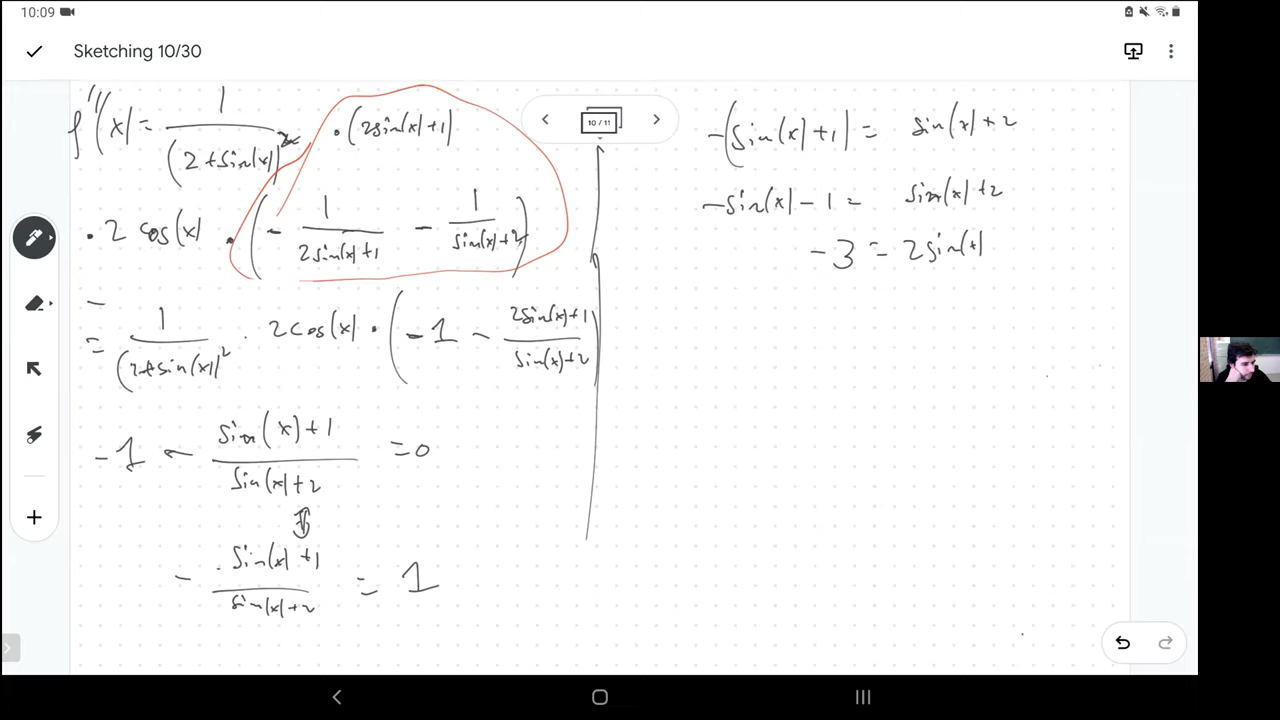 10:09
Sketching 10/30
f''(x) = 1/(2+sin(x))² · (2sin(x)+1)
· 2 cos(x) · (- 1/(2sin(x)+1) - 1/(sin(x)+2))
= 1/(2+sin(x))² · 2cos(x) · (-1 - (2sin(x)+1)/(sin(x)+2))
-1 - (sin(x)+1)/(sin(x)+2) = 0
⇕
- (sin(x)+1)/(sin(x)+2) = 1
10 / 11
-(sin(x)+1) = sin(x)+2
-sin(x) - 1 = sin(x)+2
-3 = 2sin(x)